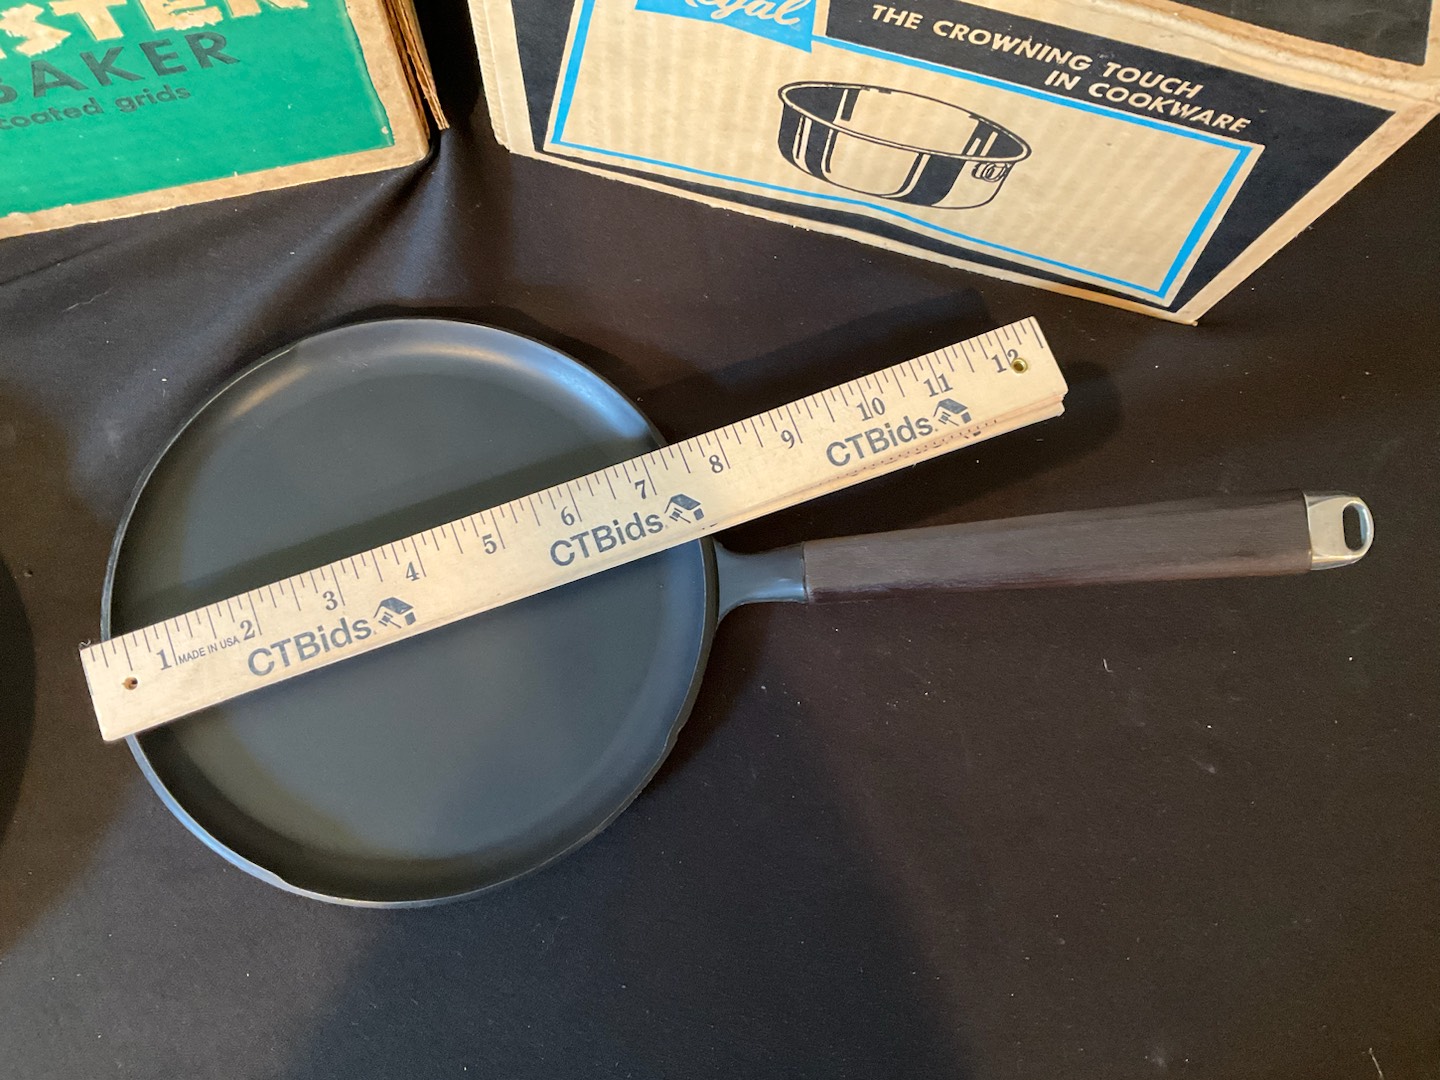 BAKER
coated grids
Regal
THE CROWNING TOUCH
IN COOKWARE
1 2 3 4 5 6 7 8 9 10 11 12
MADE IN USA
CTBids CTBids CTBids